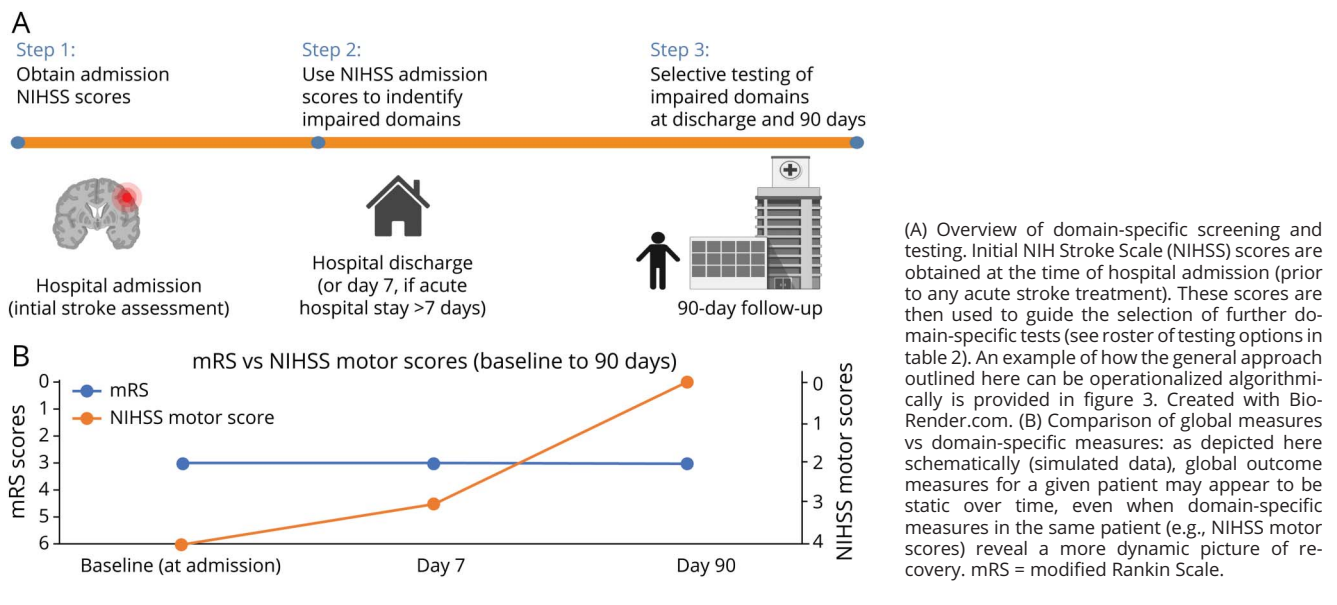 A
Step 1:
Obtain admission
NIHSS scores
Step 2:
Use NIHSS admission
scores to indentify
impaired domains
Step 3:
Selective testing of
impaired domains
at discharge and 90 days
Hospital admission
(intial stroke assessment)
Hospital discharge
(or day 7, if acute
hospital stay >7 days)
90-day follow-up
B
mRS vs NIHSS motor scores (baseline to 90 days)
mRS
NIHSS motor score
mRS scores
0
1
2
3
4
5
6
NIHSS motor scores
0
1
2
3
4
Baseline (at admission)
Day 7
Day 90
(A) Overview of domain-specific screening and
testing. Initial NIH Stroke Scale (NIHSS) scores are
obtained at the time of hospital admission (prior
to any acute stroke treatment). These scores are
then used to guide the selection of further do-
main-specific tests (see roster of testing options in
table 2). An example of how the general approach
outlined here can be operationalized algorithmi-
cally is provided in figure 3. Created with Bio-
Render.com. (B) Comparison of global measures
vs domain-specific measures: as depicted here
schematically (simulated data), global outcome
measures for a given patient may appear to be
static over time, even when domain-specific
measures in the same patient (e.g., NIHSS motor
scores) reveal a more dynamic picture of re-
covery. mRS = modified Rankin Scale.